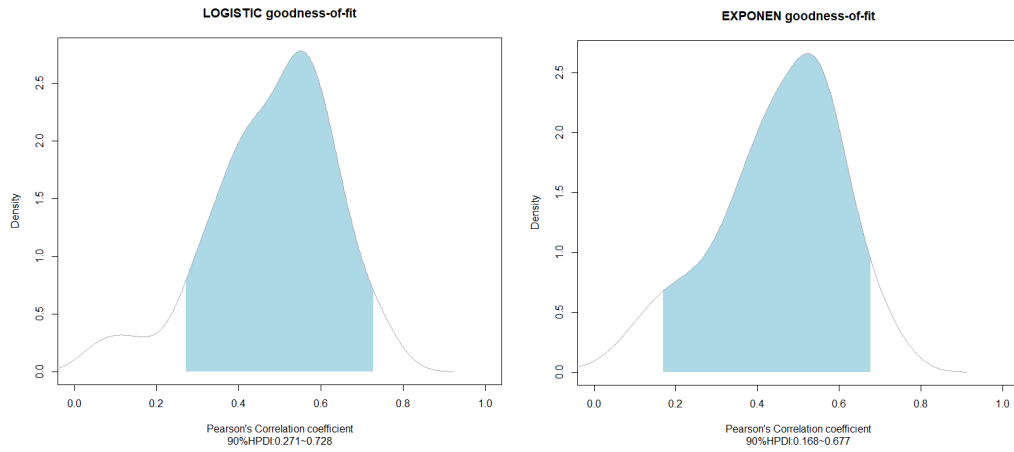 LOGISTIC goodness-of-fit
Density
0.0 0.5 1.0 1.5 2.0 2.5
0.0 0.2 0.4 0.6 0.8 1.0
Pearson's Correlation coefficient
90%HPDI:0.271~0.728
EXPONEN goodness-of-fit
Density
0.0 0.5 1.0 1.5 2.0 2.5
0.0 0.2 0.4 0.6 0.8 1.0
Pearson's Correlation coefficient
90%HPDI:0.168~0.677